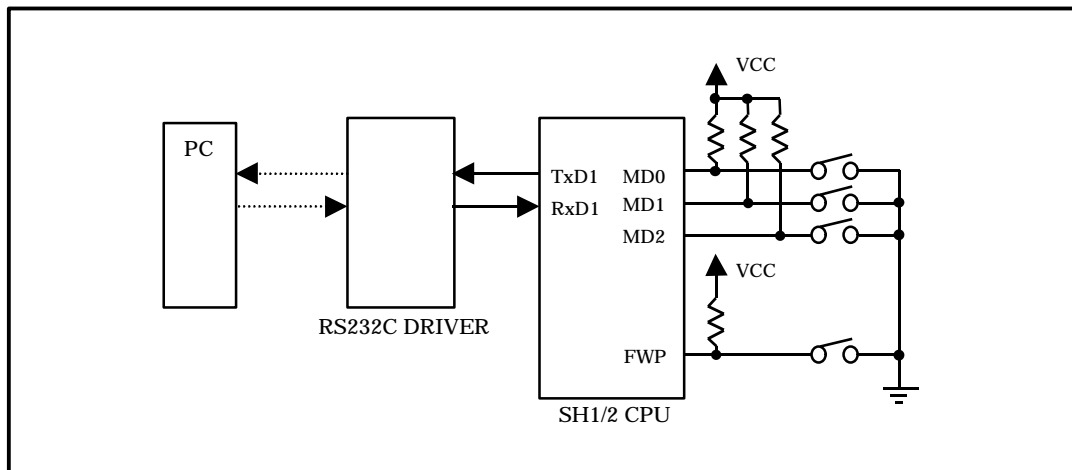 VCC
PC
TxD1
MD0
RxD1
MD1
MD2
VCC
RS232C DRIVER
FWP
SH1/2 CPU